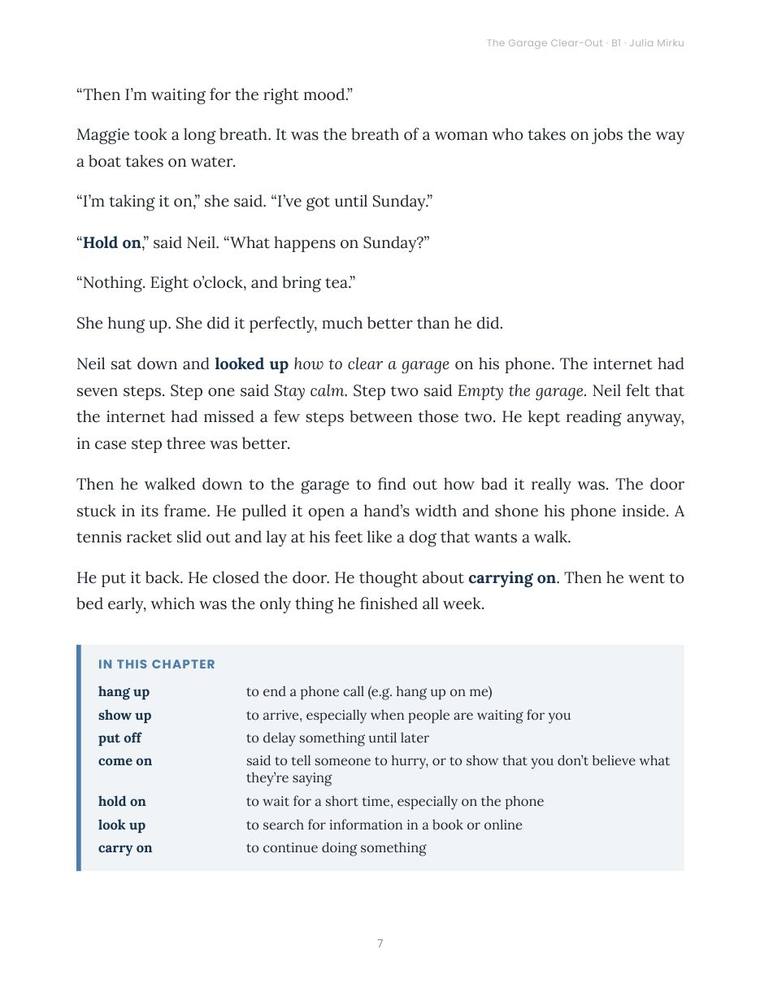 The Garage Clear-Out · B1 · Julia Mirku
“Then I’m waiting for the right mood.”
Maggie took a long breath. It was the breath of a woman who takes on jobs the way
a boat takes on water.
“I’m taking it on,” she said. “I’ve got until Sunday.”
“Hold on,” said Neil. “What happens on Sunday?”
“Nothing. Eight o’clock, and bring tea.”
She hung up. She did it perfectly, much better than he did.
Neil sat down and looked up how to clear a garage on his phone. The internet had
seven steps. Step one said Stay calm. Step two said Empty the garage. Neil felt that
the internet had missed a few steps between those two. He kept reading anyway,
in case step three was better.
Then he walked down to the garage to find out how bad it really was. The door
stuck in its frame. He pulled it open a hand’s width and shone his phone inside. A
tennis racket slid out and lay at his feet like a dog that wants a walk.
He put it back. He closed the door. He thought about carrying on. Then he went to
bed early, which was the only thing he finished all week.
IN THIS CHAPTER
hang up to end a phone call (e.g. hang up on me)
show up to arrive, especially when people are waiting for you
put off to delay something until later
come on said to tell someone to hurry, or to show that you don’t believe what
they’re saying
hold on to wait for a short time, especially on the phone
look up to search for information in a book or online
carry on to continue doing something
7